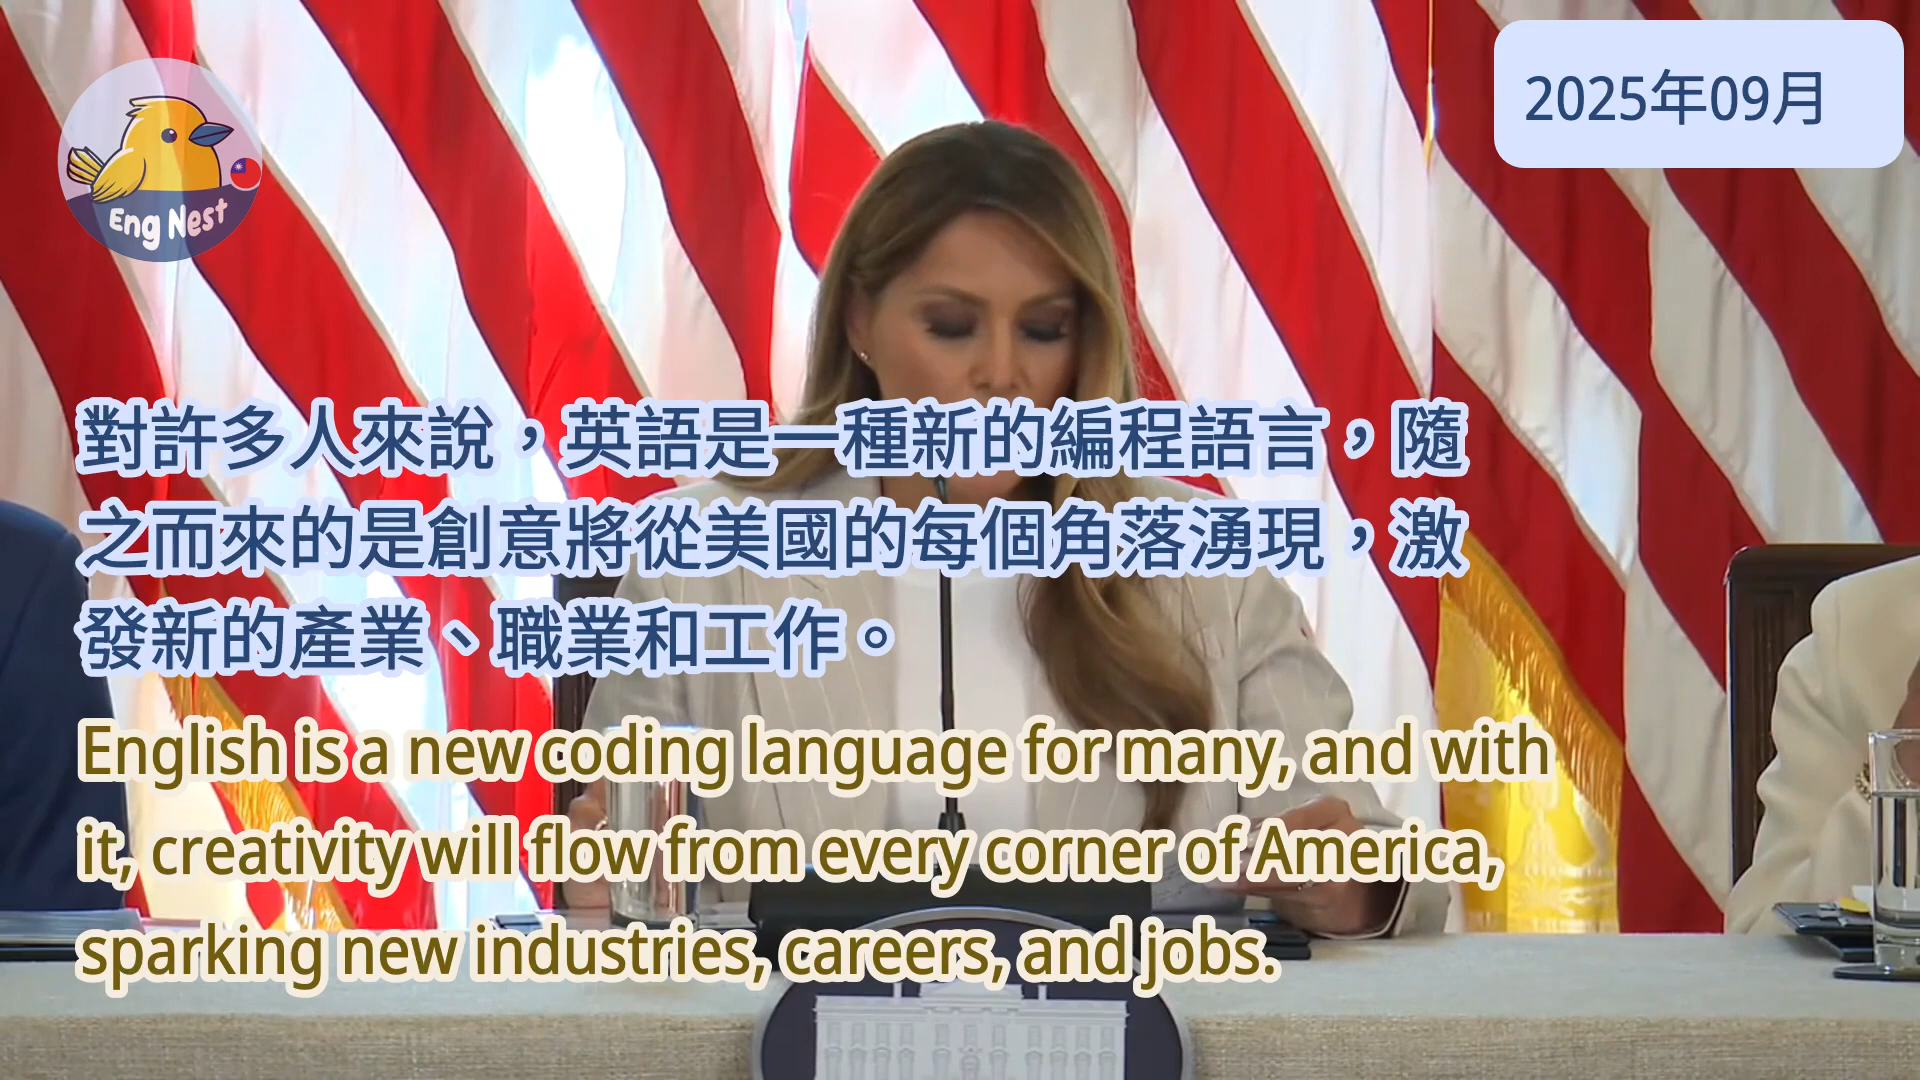 Eng Nest
2025年09月
對許多人來說，英語是一種新的編程語言，隨
之而來的是創意將從美國的每個角落湧現，激
發新的產業、職業和工作。
English is a new coding language for many, and with
it, creativity will flow from every corner of America,
sparking new industries, careers, and jobs.